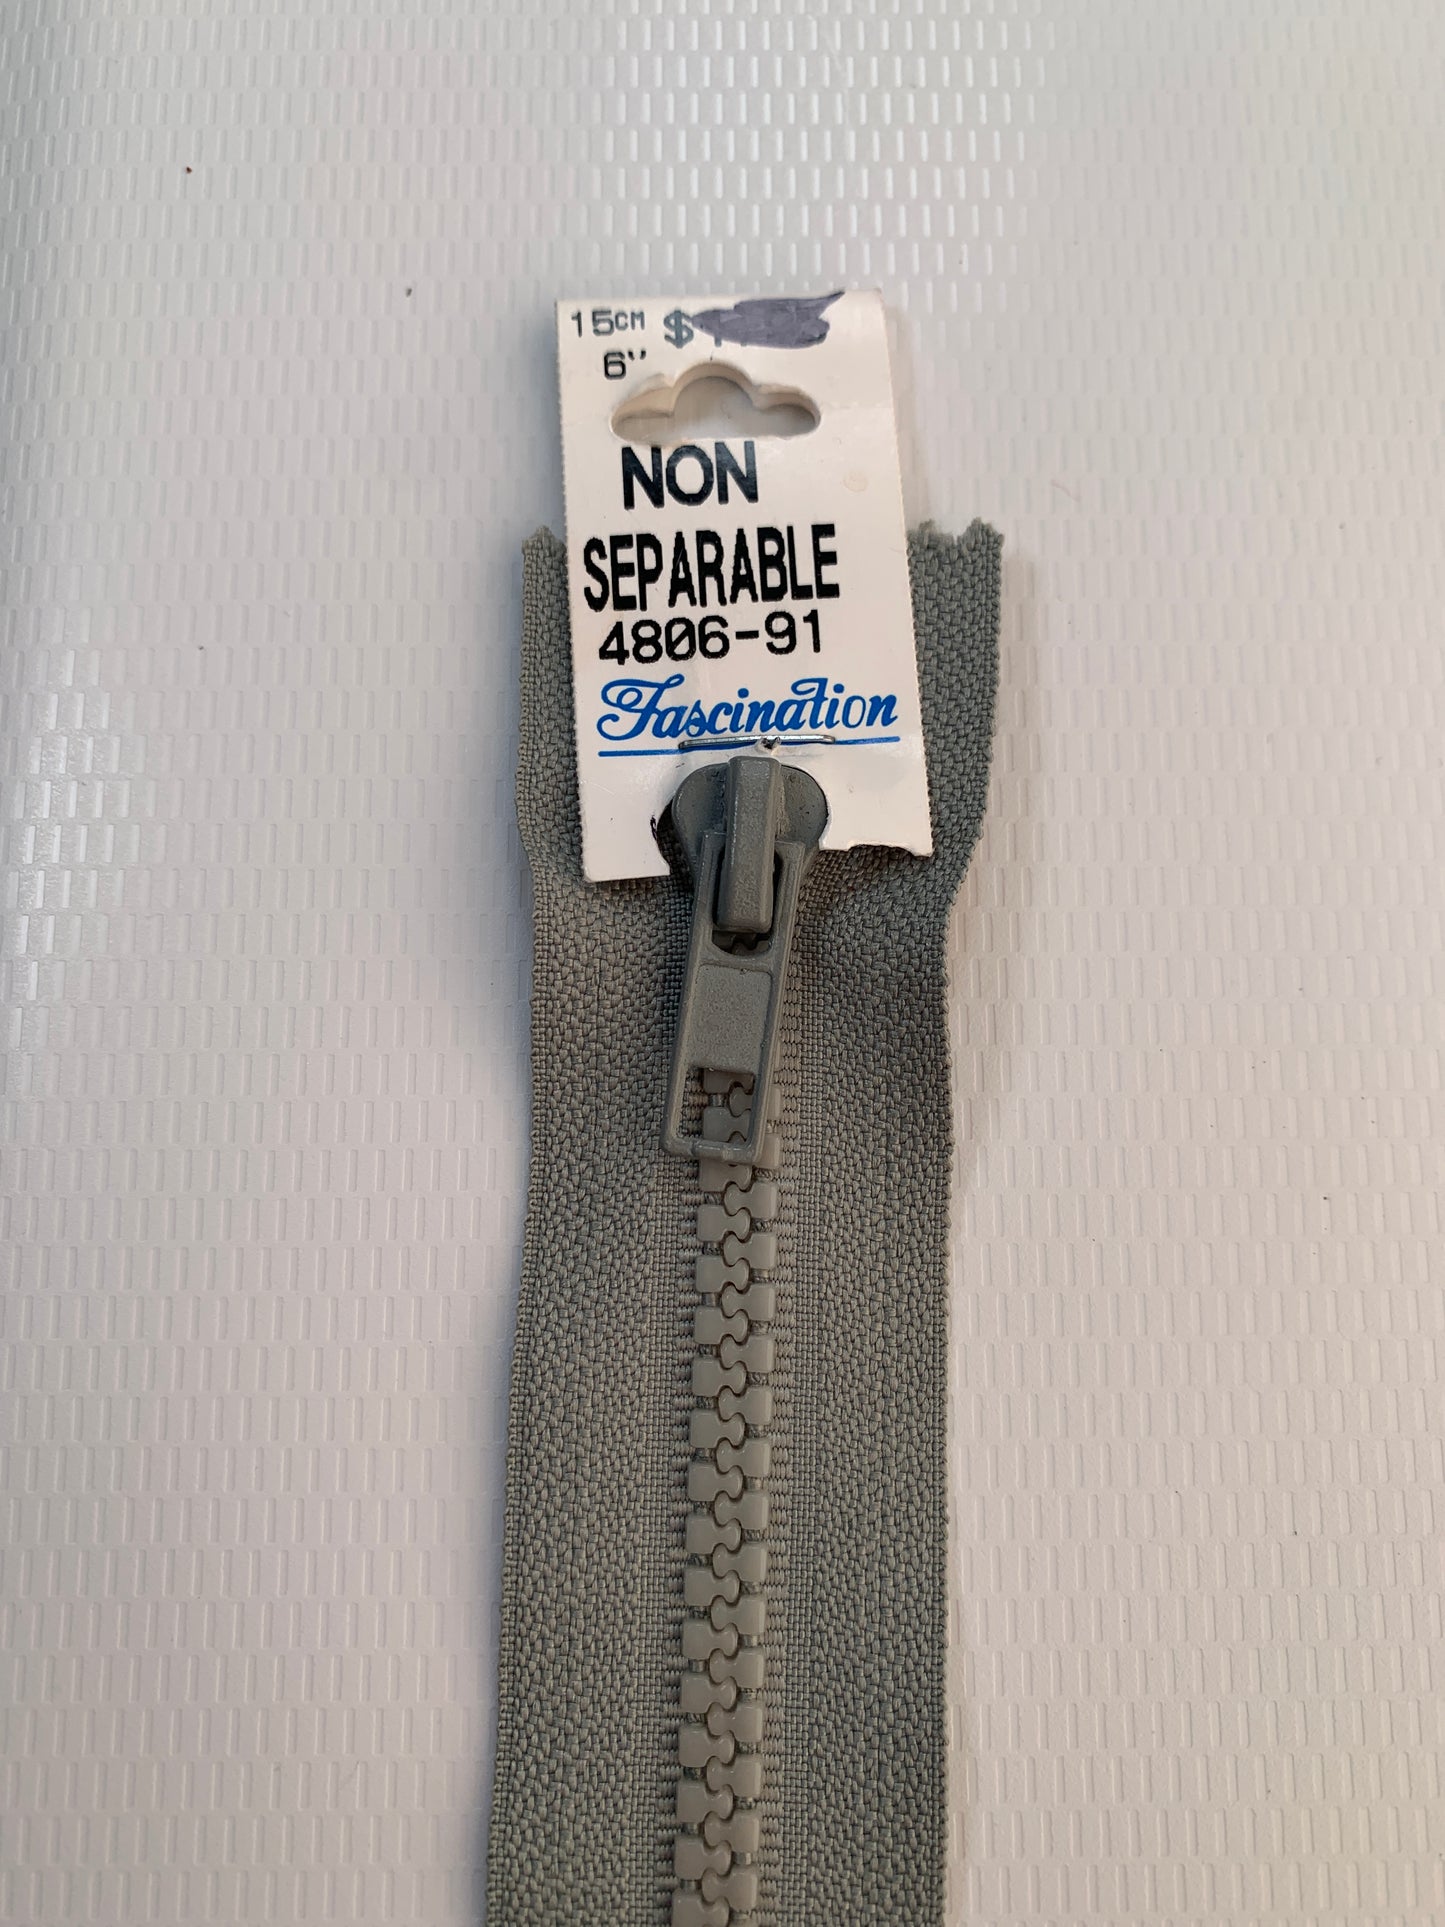 15CM $
6"
NON
SEPARABLE
4806-91
Fascination